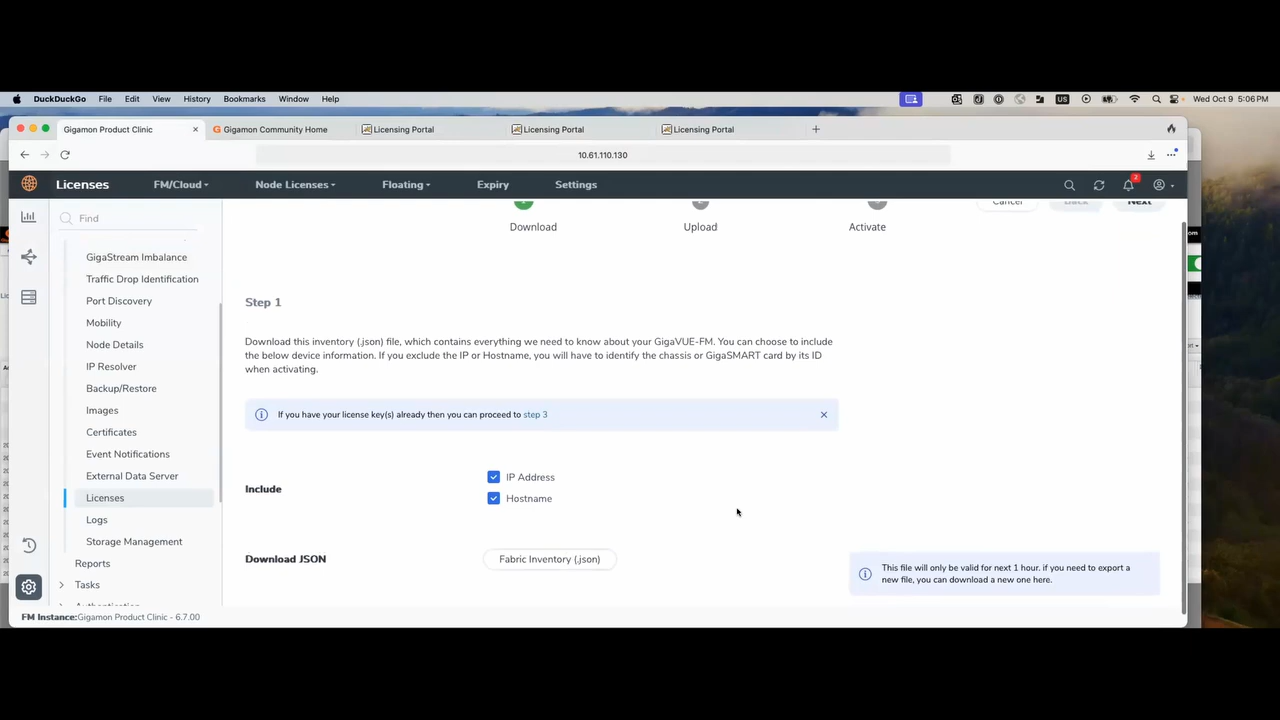 DuckDuckGo File Edit View History Bookmarks Window Help US Wed Oct 9 5:06 PM
Gigamon Product Clinic Gigamon Community Home Licensing Portal Licensing Portal Licensing Portal
10.61.110.130
Licenses FM/Cloud Node Licenses Floating Expiry Settings 2
Find
GigaStream Imbalance
Traffic Drop Identification
Port Discovery
Mobility
Node Details
IP Resolver
Backup/Restore
Images
Certificates
Event Notifications
External Data Server
Licenses
Logs
Storage Management
Reports
Tasks
Authentication
Cancel Back Next
Download Upload Activate
Step 1
Download this inventory (.json) file, which contains everything we need to know about your GigaVUE-FM. You can choose to include
the below device information. If you exclude the IP or Hostname, you will have to identify the chassis or GigaSMART card by its ID
when activating.
If you have your license key(s) already then you can proceed to step 3
Include
IP Address
Hostname
Download JSON Fabric Inventory (.json)
This file will only be valid for next 1 hour. if you need to export a
new file, you can download a new one here.
FM Instance:Gigamon Product Clinic - 6.7.00